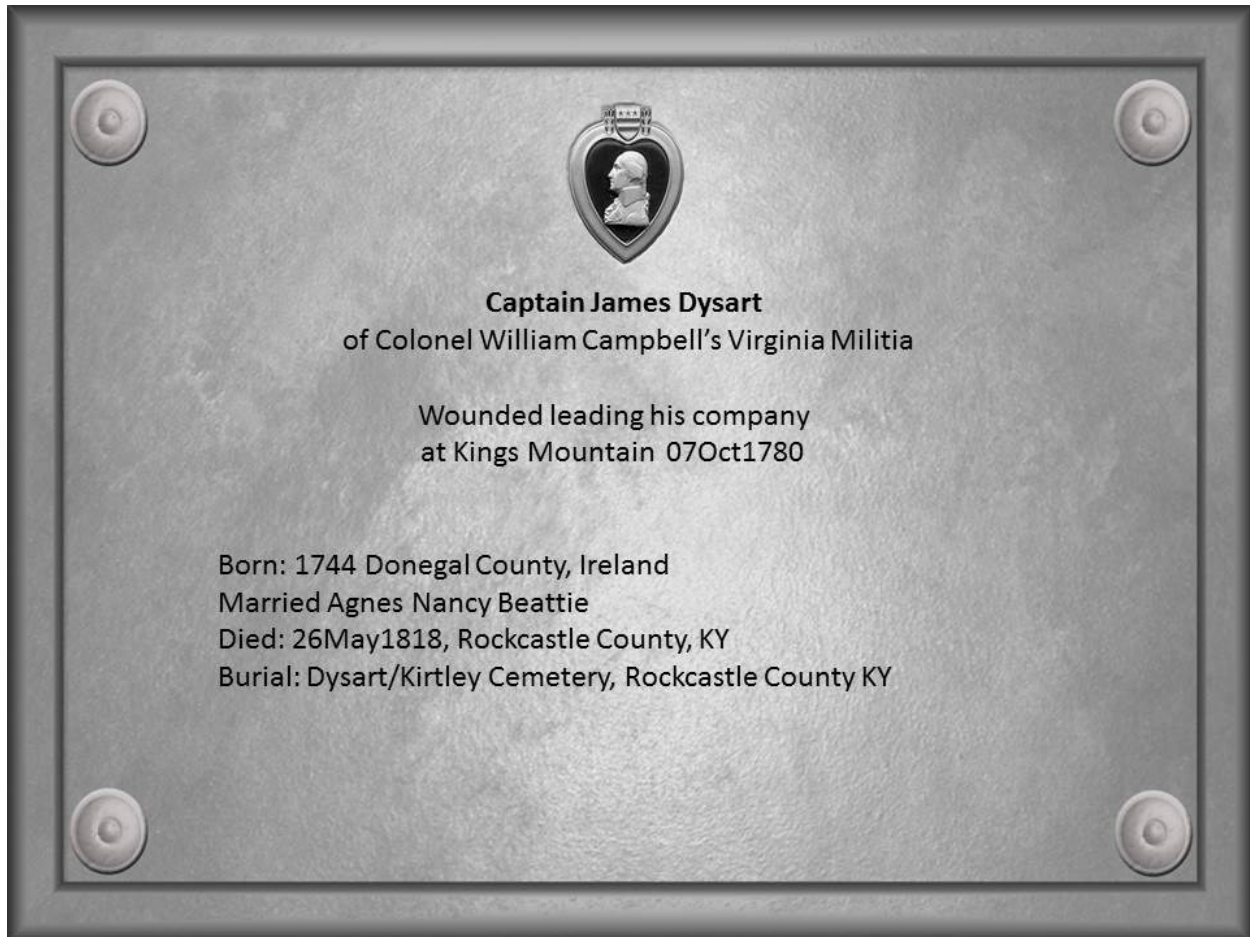 Captain James Dysart
of Colonel William Campbell's Virginia Militia
Wounded leading his company
at Kings Mountain 07Oct1780
Born: 1744 Donegal County, Ireland
Married Agnes Nancy Beattie
Died: 26May1818, Rockcastle County, KY
Burial: Dysart/Kirtley Cemetery, Rockcastle County KY